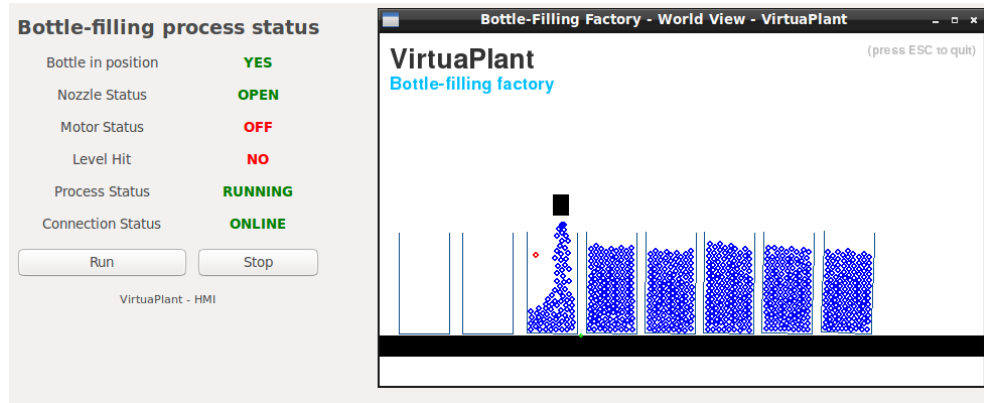 Bottle-filling process status
Bottle in position YES
Nozzle Status OPEN
Motor Status OFF
Level Hit NO
Process Status RUNNING
Connection Status ONLINE
Run Stop
VirtuaPlant - HMI
Bottle-Filling Factory - World View - VirtuaPlant
VirtuaPlant
(press ESC to quit)
Bottle-filling factory